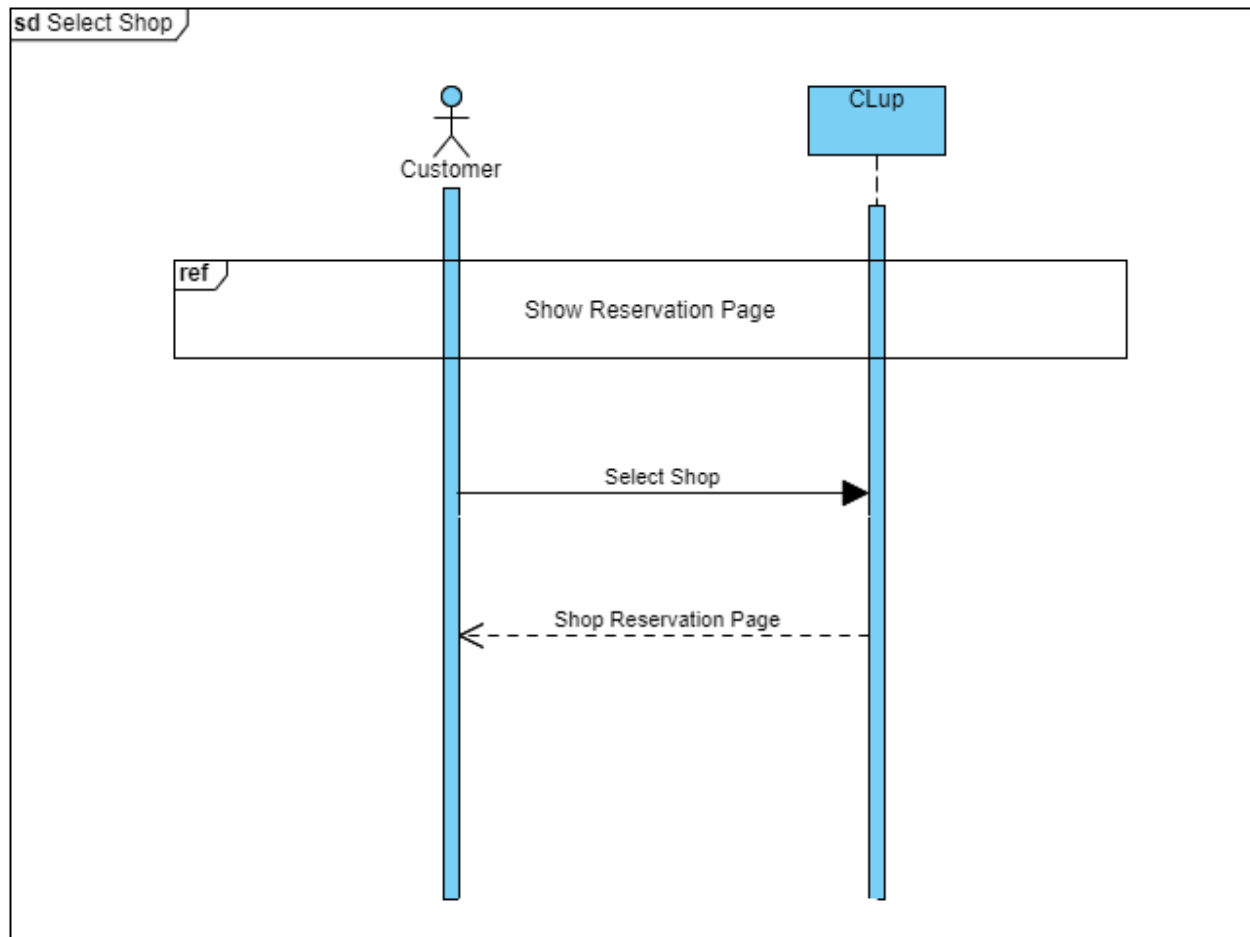 sd Select Shop
CLup
Customer
ref
Show Reservation Page
Select Shop
Shop Reservation Page